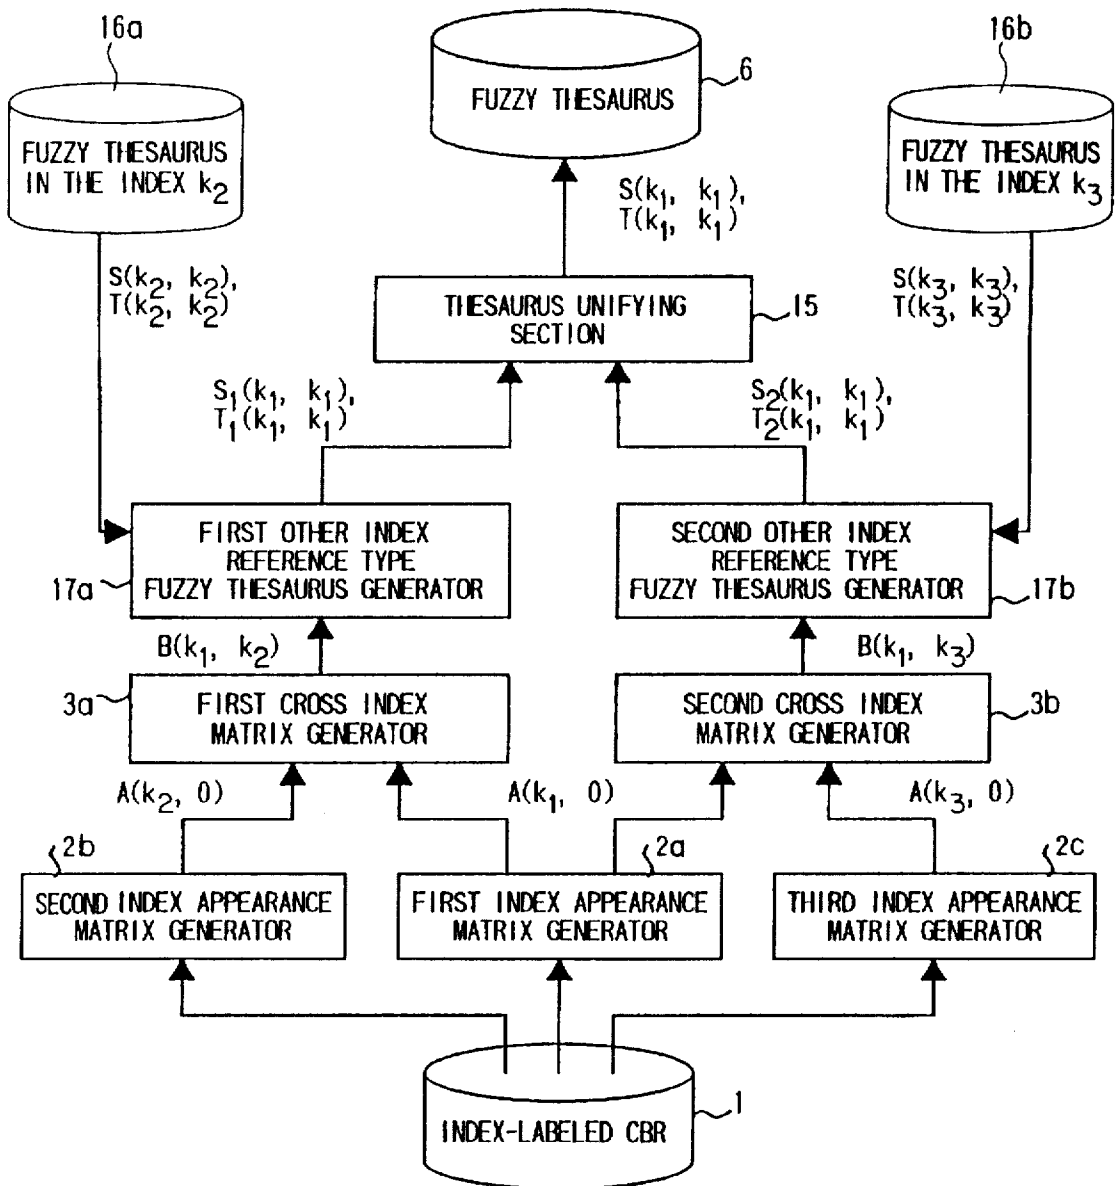 16a
16b
6
FUZZY THESAURUS
FUZZY THESAURUS
IN THE INDEX k2
FUZZY THESAURUS
IN THE INDEX k3
S(k1, k1),
T(k1, k1)
S(k2, k2),
T(k2, k2)
S(k3, k3),
T(k3, k3)
THESAURUS UNIFYING
SECTION
15
S1(k1, k1),
T1(k1, k1)
S2(k1, k1),
T2(k1, k1)
FIRST OTHER INDEX
REFERENCE TYPE
FUZZY THESAURUS GENERATOR
17a
SECOND OTHER INDEX
REFERENCE TYPE
FUZZY THESAURUS GENERATOR
17b
B(k1, k2)
B(k1, k3)
3a
FIRST CROSS INDEX
MATRIX GENERATOR
SECOND CROSS INDEX
MATRIX GENERATOR
3b
A(k2, 0)
A(k1, 0)
A(k3, 0)
2b
2a
2c
SECOND INDEX APPEARANCE
MATRIX GENERATOR
FIRST INDEX APPEARANCE
MATRIX GENERATOR
THIRD INDEX APPEARANCE
MATRIX GENERATOR
INDEX-LABELED CBR
1